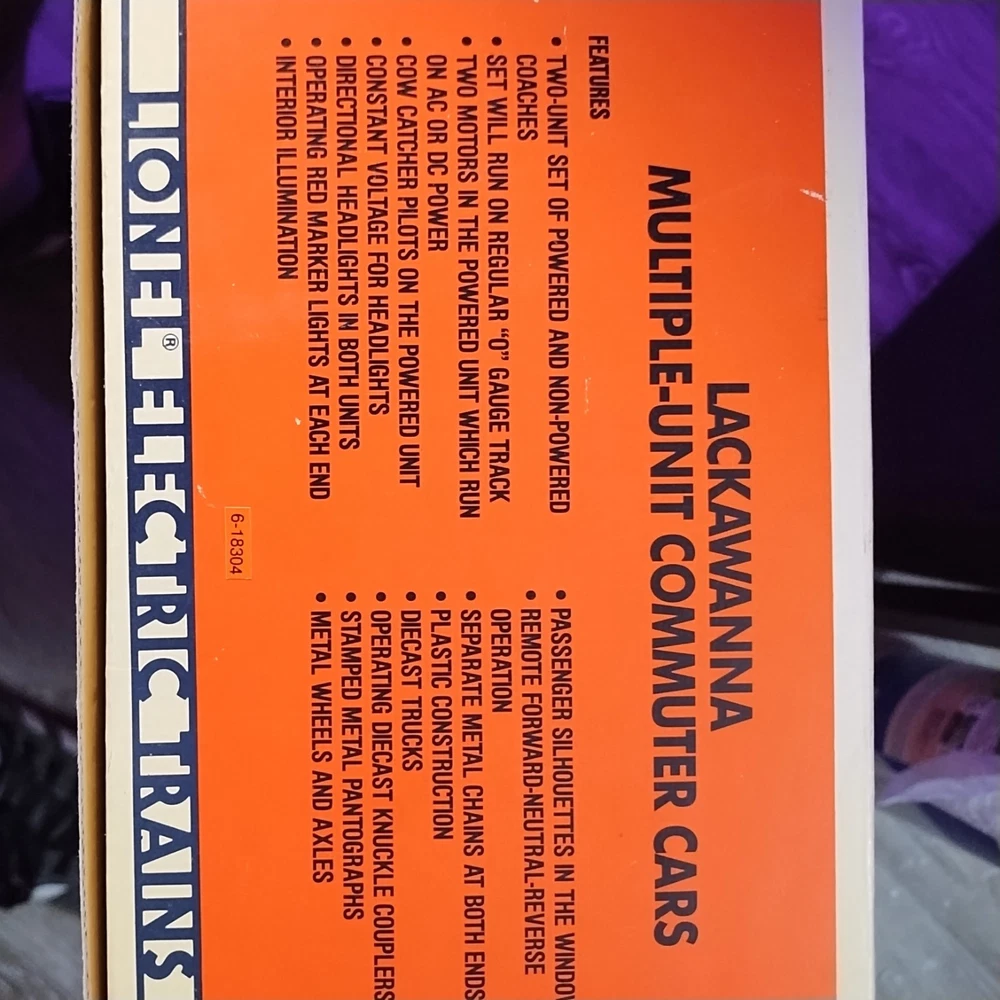 LACKAWANNA
MULTIPLE-UNIT COMMUTER CARS
FEATURES
• TWO-UNIT SET OF POWERED AND NON-POWERED
COACHES
• SET WILL RUN ON REGULAR "O" GAUGE TRACK
• TWO MOTORS IN THE POWERED UNIT WHICH RUN
ON AC OR DC POWER
• COW CATCHER PILOTS ON THE POWERED UNIT
• CONSTANT VOLTAGE FOR HEADLIGHTS
• DIRECTIONAL HEADLIGHTS IN BOTH UNITS
• OPERATING RED MARKER LIGHTS AT EACH END
• INTERIOR ILLUMINATION
• PASSENGER SILHOUETTES IN THE WINDOW
• REMOTE FORWARD-NEUTRAL-REVERSE
OPERATION
• SEPARATE METAL CHAINS AT BOTH ENDS
• PLASTIC CONSTRUCTION
• DIECAST TRUCKS
• OPERATING DIECAST KNUCKLE COUPLERS
• STAMPED METAL PANTOGRAPHS
• METAL WHEELS AND AXLES
6-18304
LIONEL® ELECTRIC TRAINS